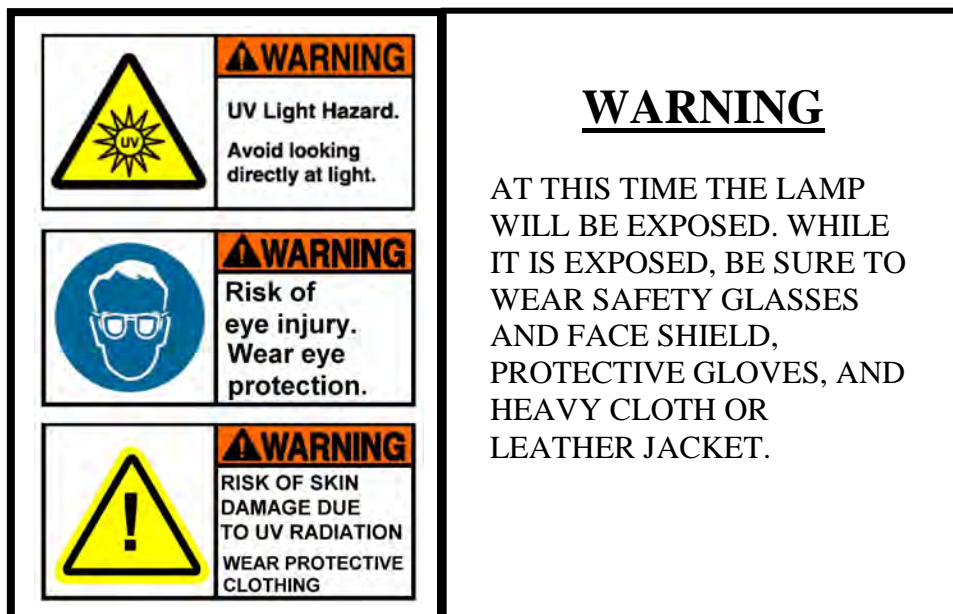 WARNING
UV Light Hazard.
Avoid looking
directly at light.
UV
WARNING
Risk of
eye injury.
Wear eye
protection.
WARNING
RISK OF SKIN
DAMAGE DUE
TO UV RADIATION
WEAR PROTECTIVE
CLOTHING
!
WARNING
AT THIS TIME THE LAMP
WILL BE EXPOSED. WHILE
IT IS EXPOSED, BE SURE TO
WEAR SAFETY GLASSES
AND FACE SHIELD,
PROTECTIVE GLOVES, AND
HEAVY CLOTH OR
LEATHER JACKET.